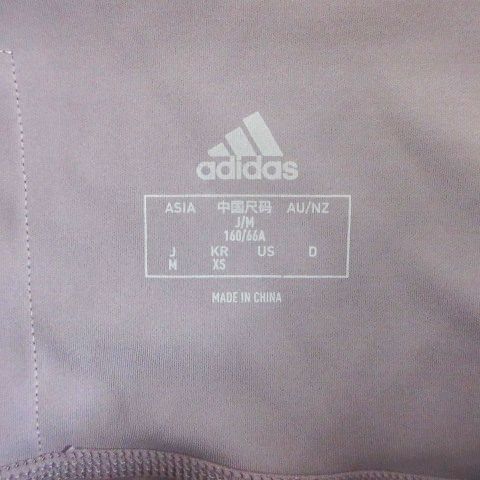 adidas
ASIA 中国尺码 AU/NZ
J/M
160/66A
J KR US D
M XS
MADE IN CHINA